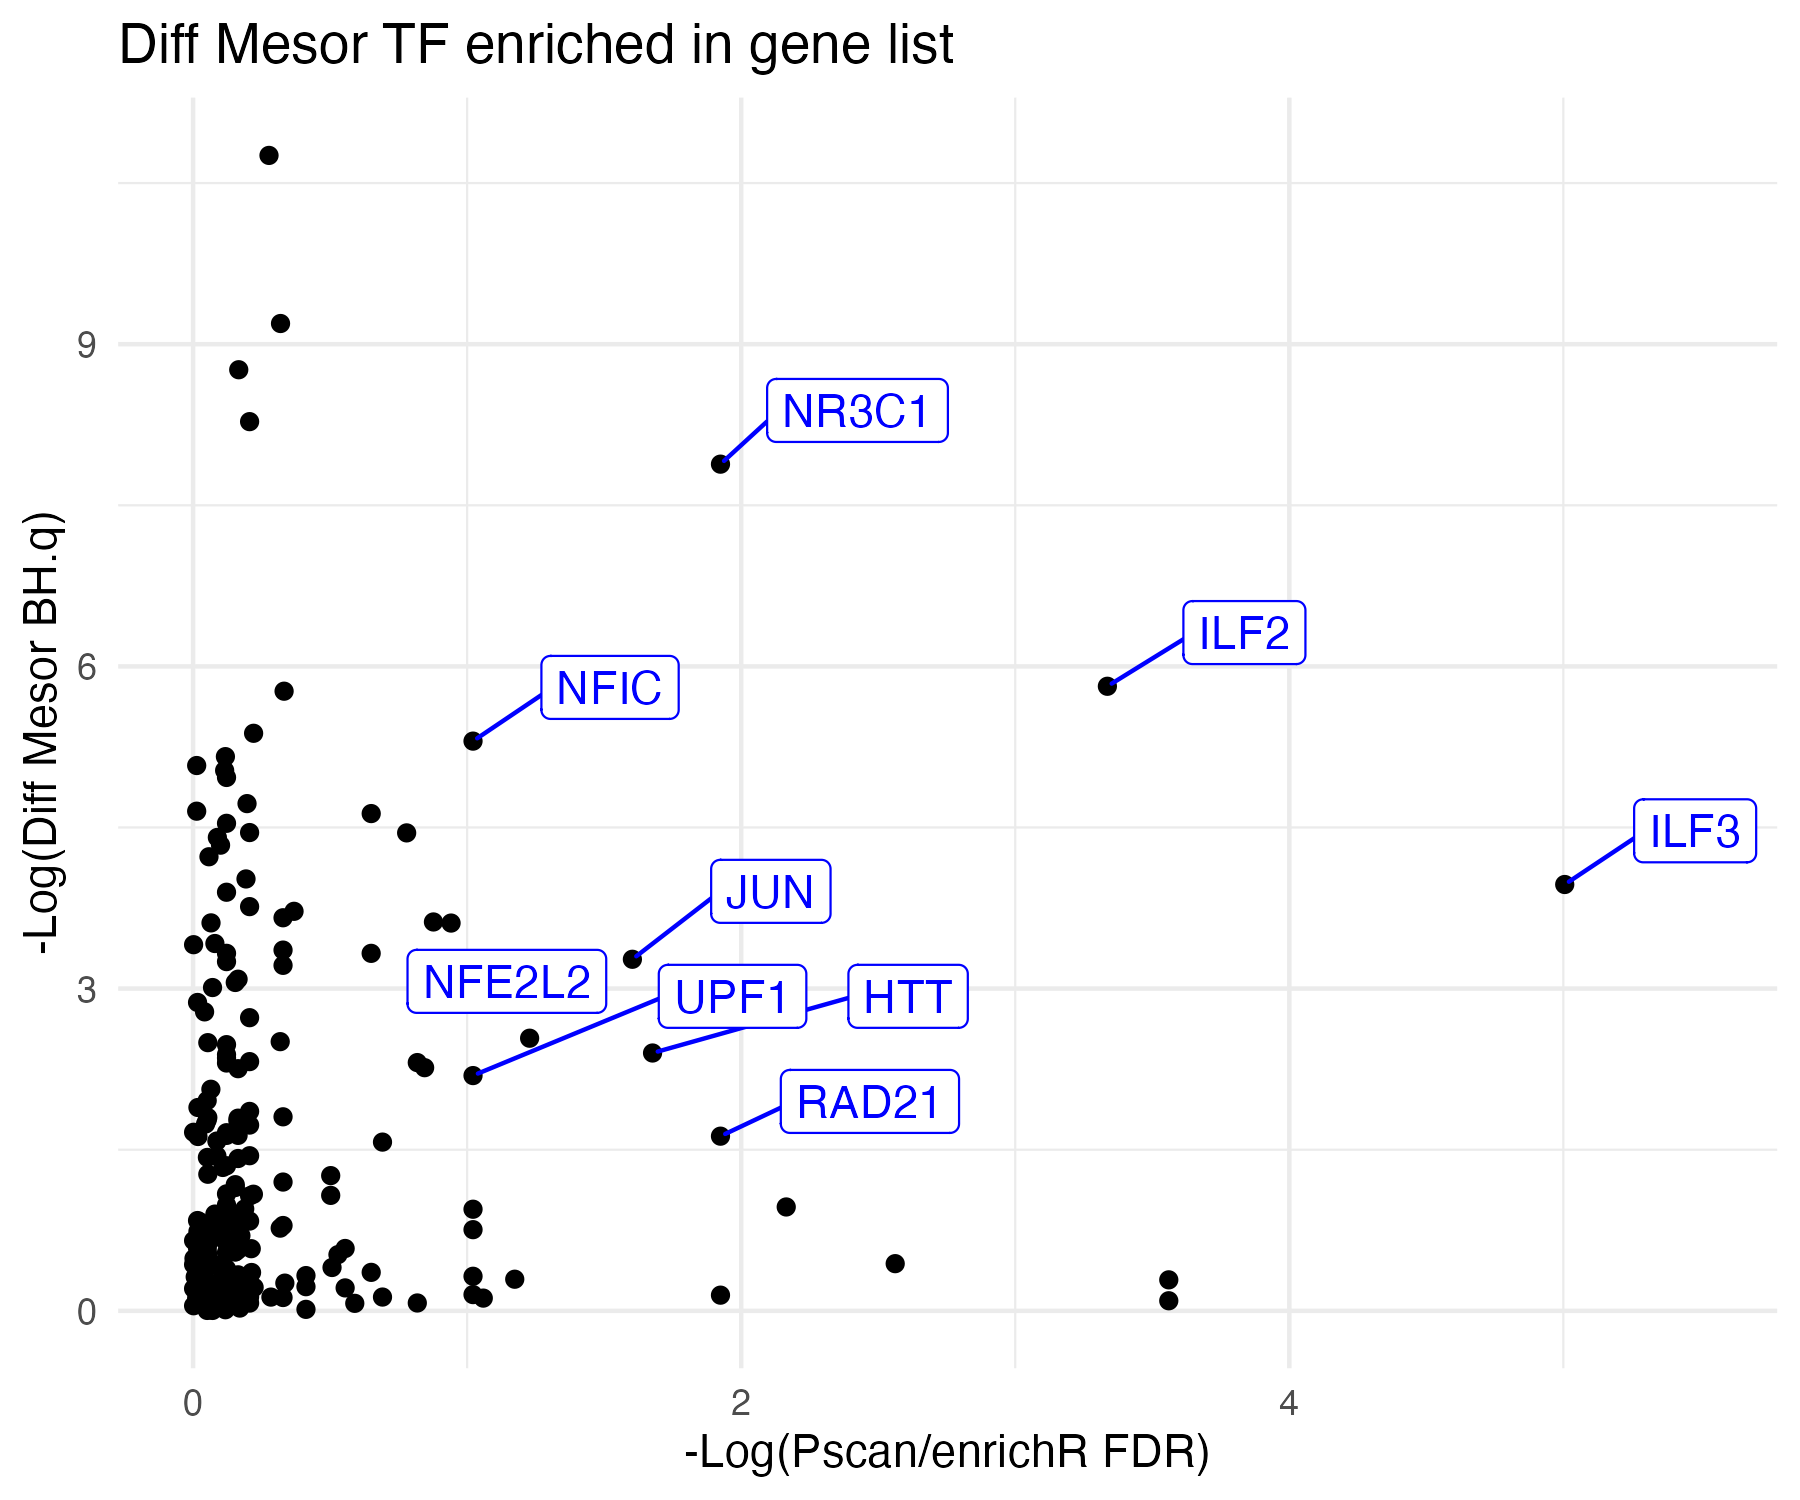 Diff Mesor TF enriched in gene list
-Log(Diff Mesor BH.q)
9
6
3
0
NR3C1
ILF2
NFIC
ILF3
JUN
NFE2L2
UPF1
HTT
RAD21
0
2
4
-Log(Pscan/enrichR FDR)